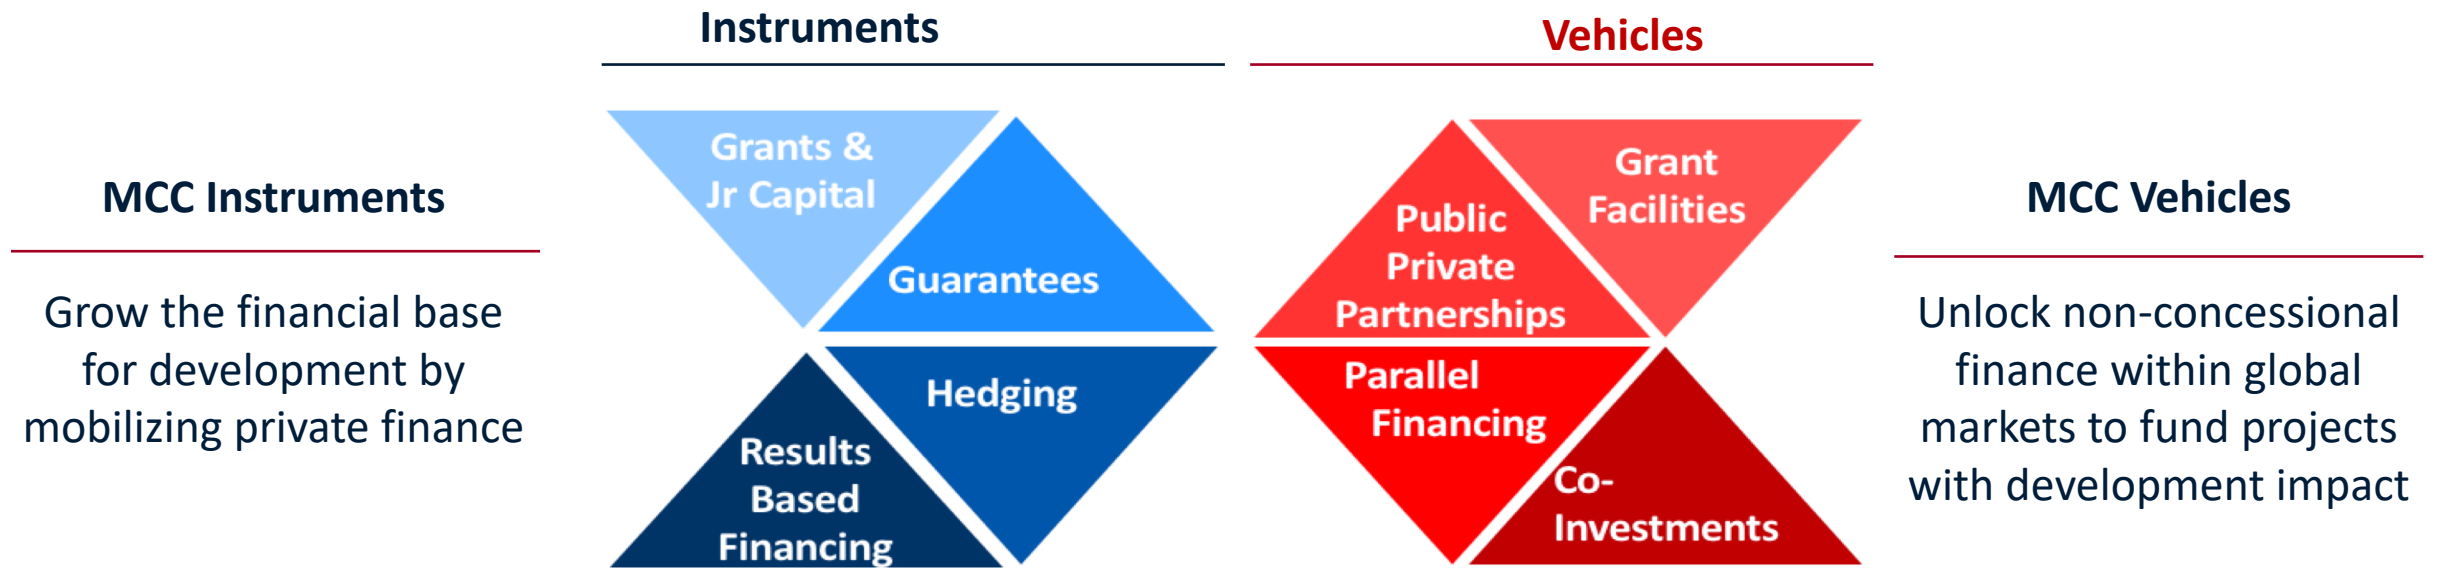 Instruments
Vehicles
MCC Instruments
Grow the financial base
for development by
mobilizing private finance
Grants &
Jr Capital
Guarantees
Hedging
Results
Based
Financing
Public
Private
Partnerships
Grant
Facilities
Parallel
Financing
Co-
Investments
MCC Vehicles
Unlock non-concessional
finance within global
markets to fund projects
with development impact